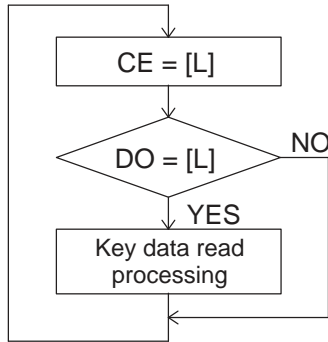 CE = [L]
DO = [L]
NO
YES
Key data read
processing